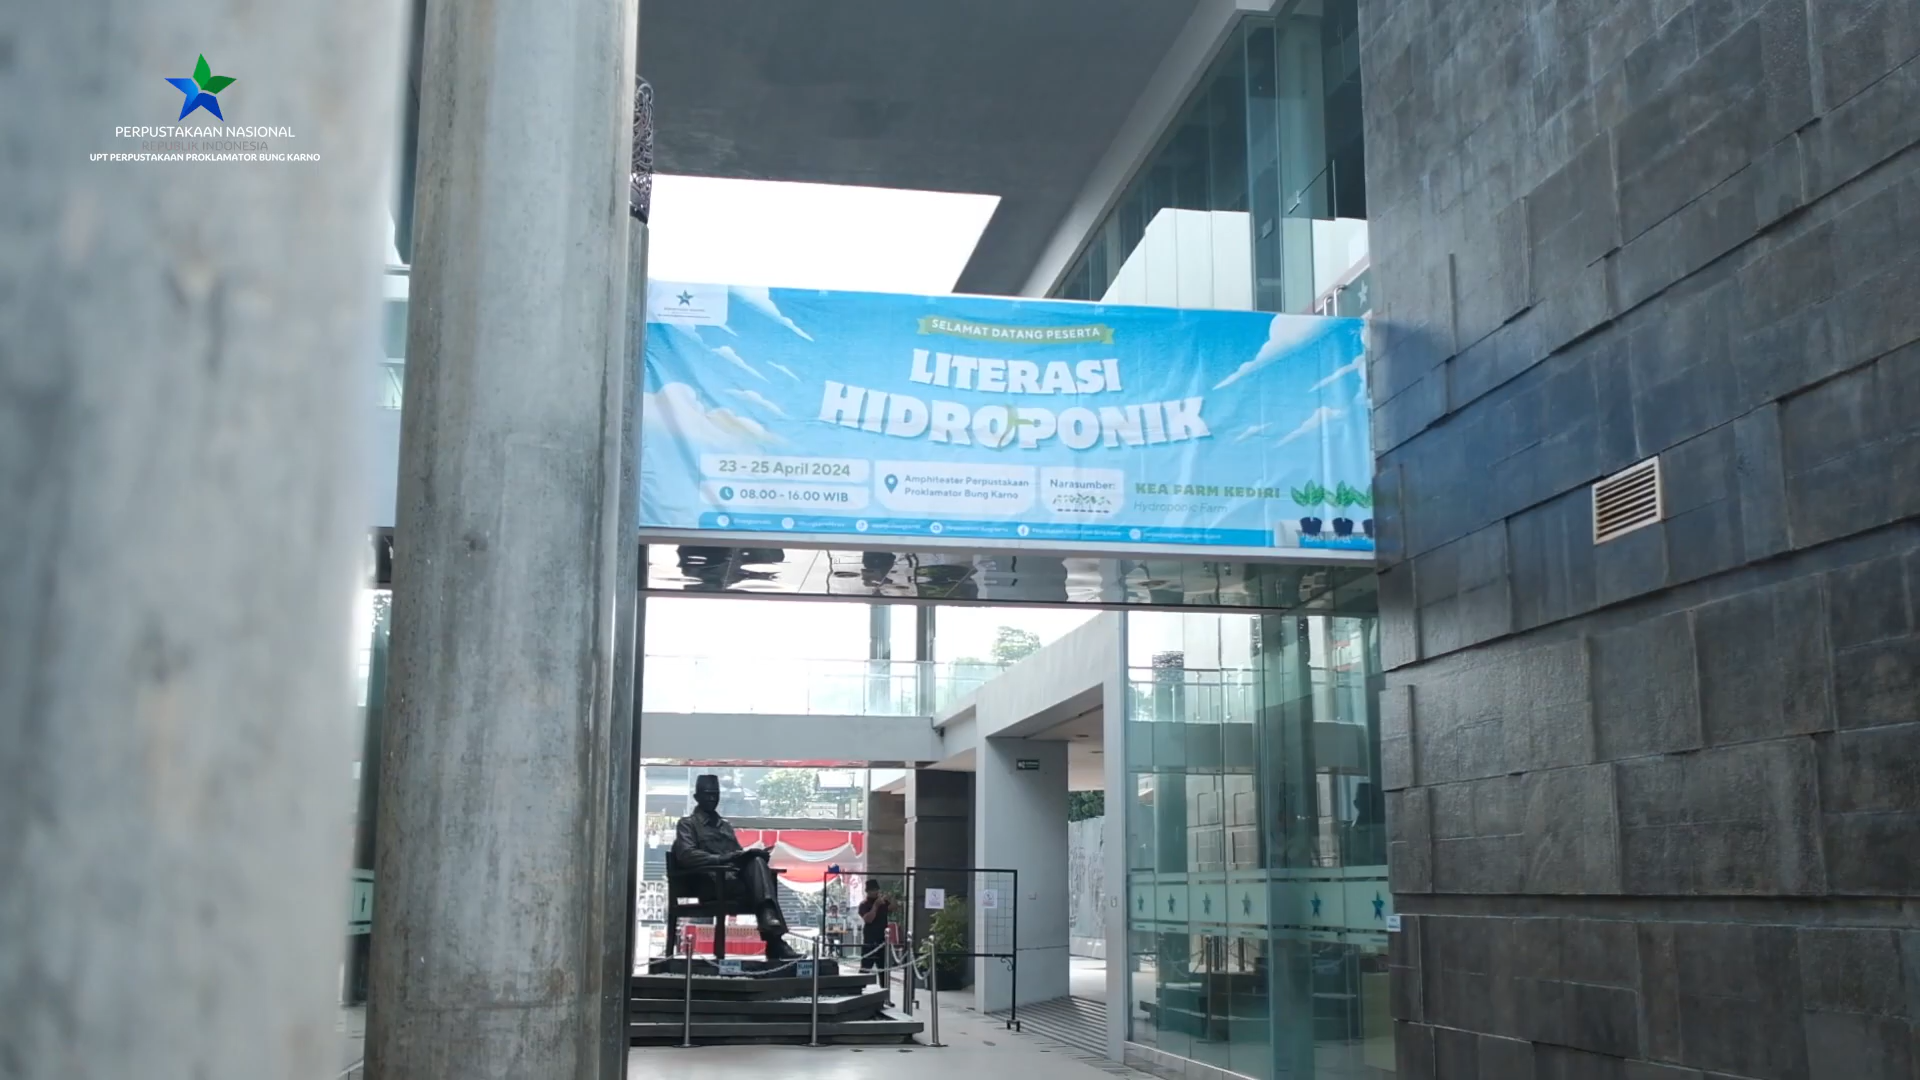 PERPUSTAKAAN NASIONAL
REPUBLIK INDONESIA
UPT PERPUSTAKAAN PROKLAMATOR BUNG KARNO
SELAMAT DATANG PESERTA
LITERASI
HIDROPONIK
23 - 25 April 2024
08.00 - 16.00 WIB
Amphiteater Perpustakaan
Proklamator Bung Karno
Narasumber:
KEA FARM KEDIRI
Hydroponic Farm